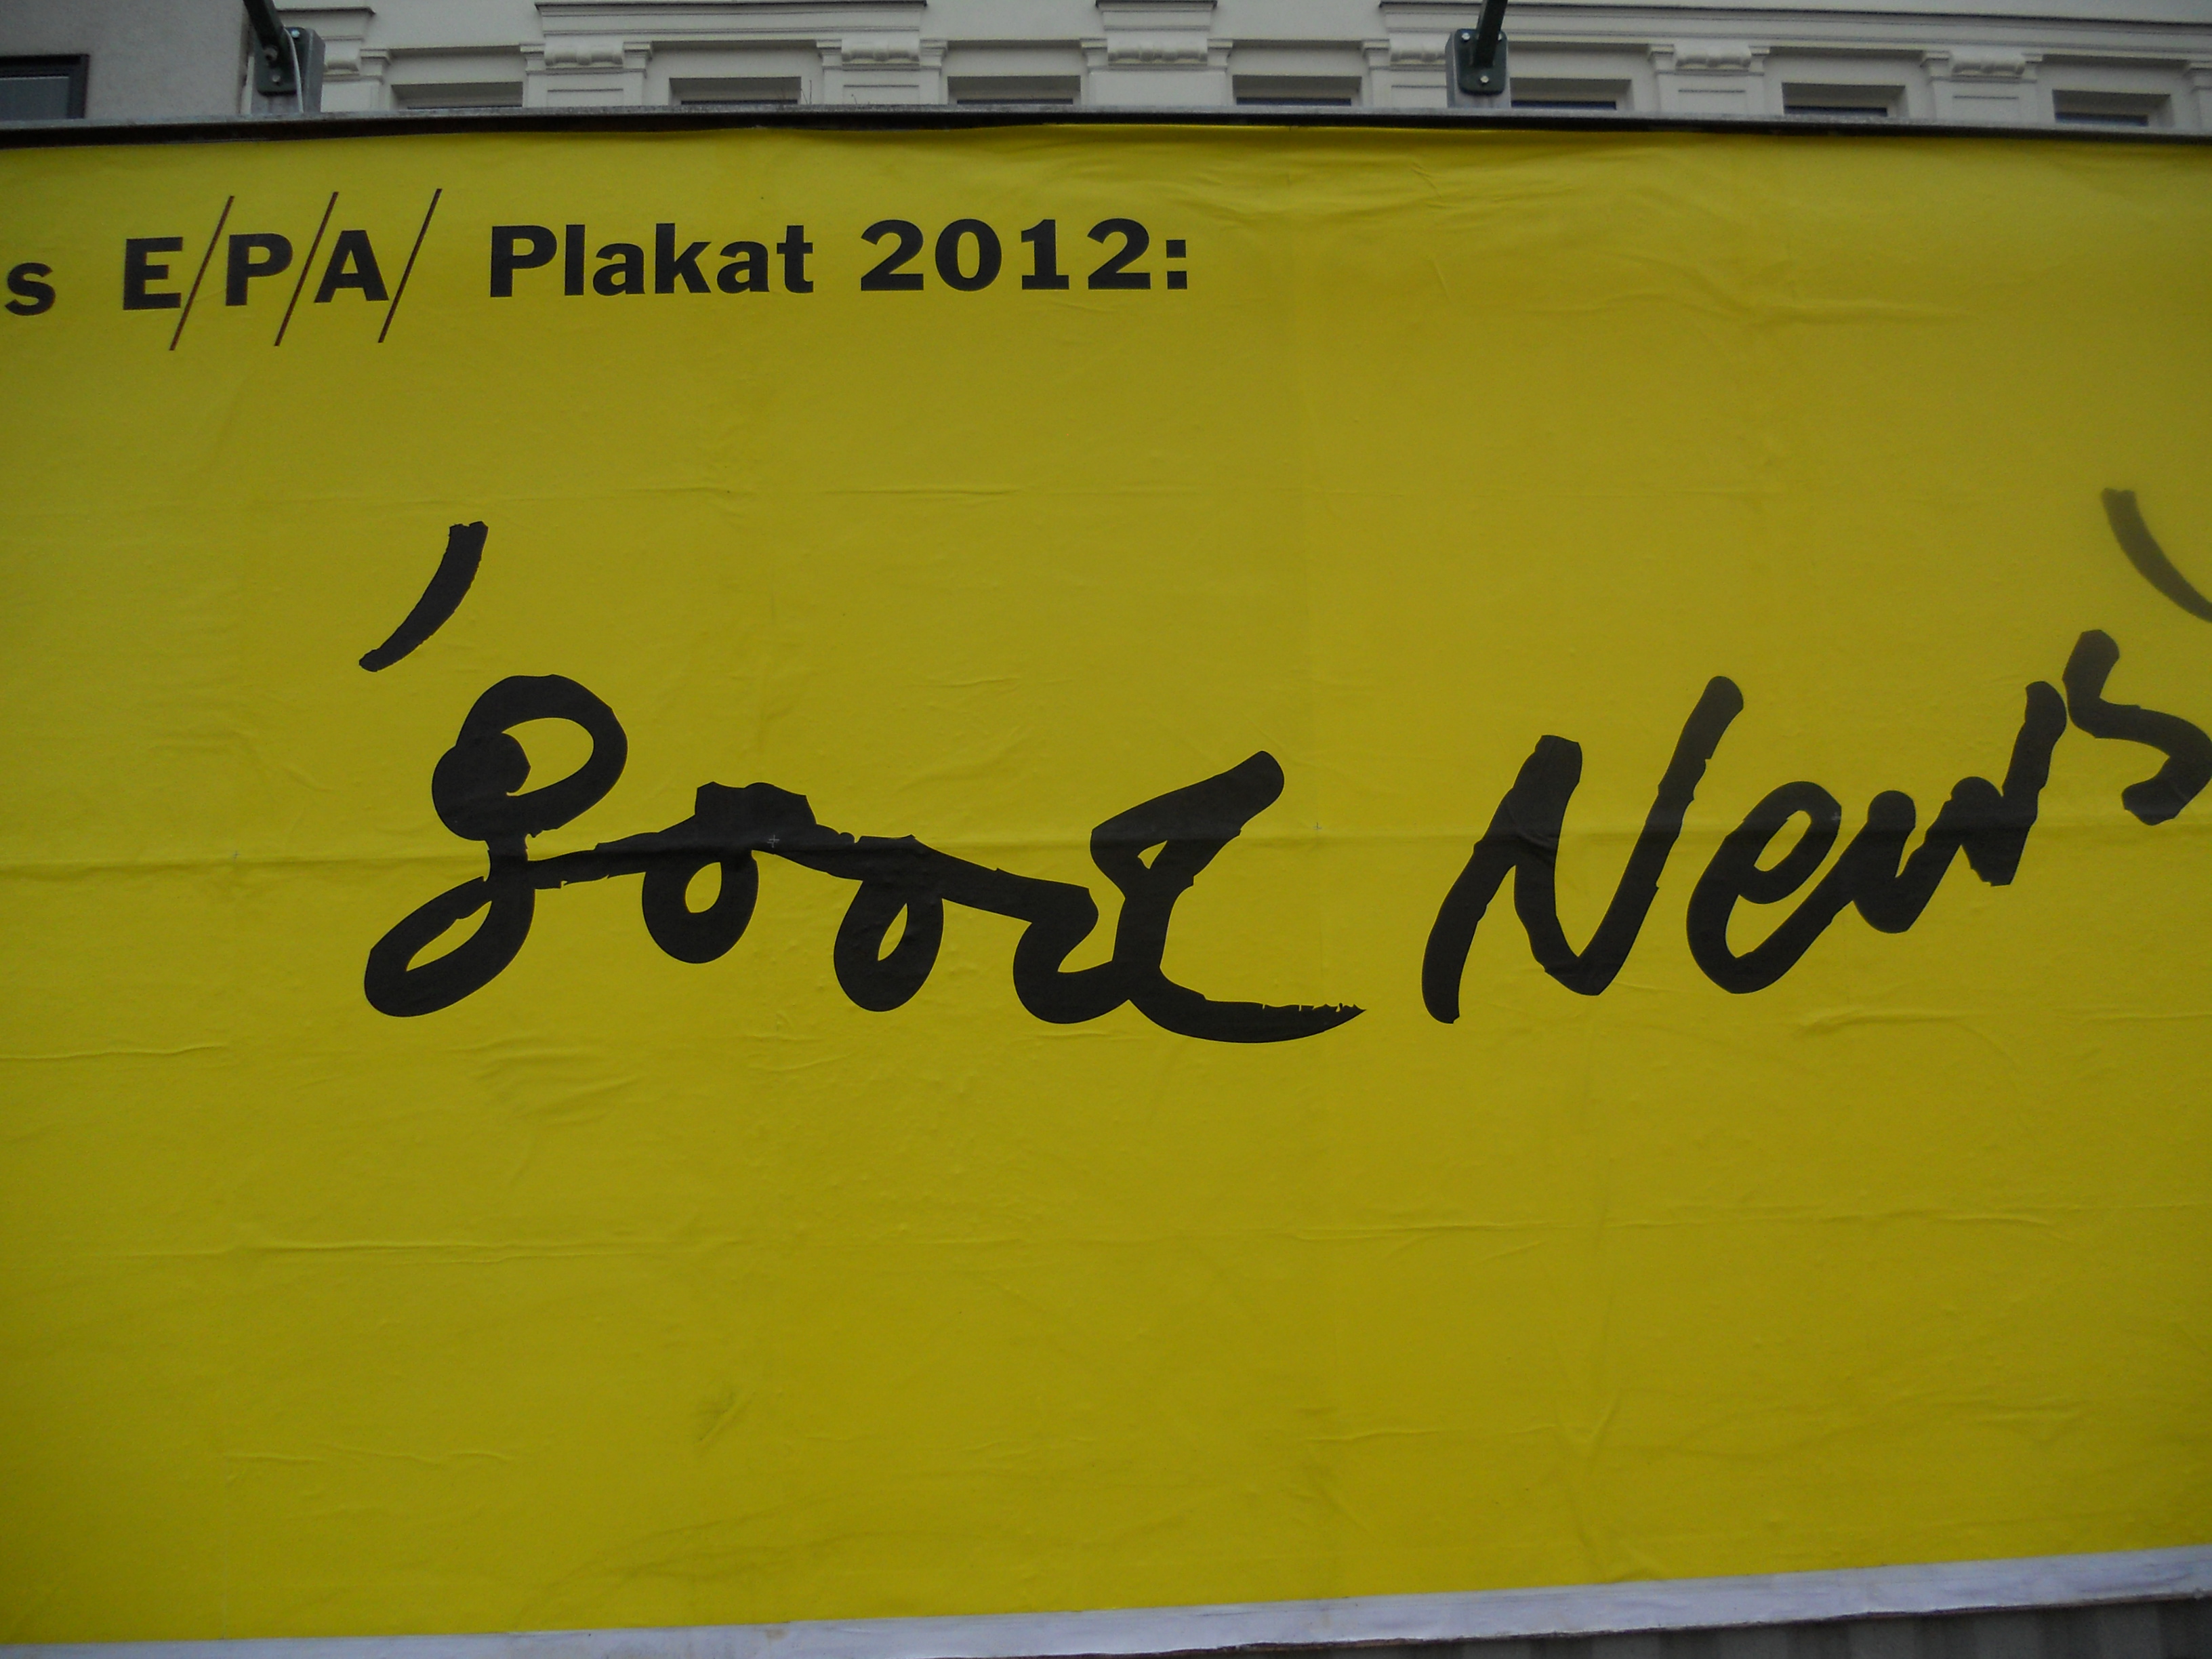 s E/P/A/ Plakat 2012:
'good News'